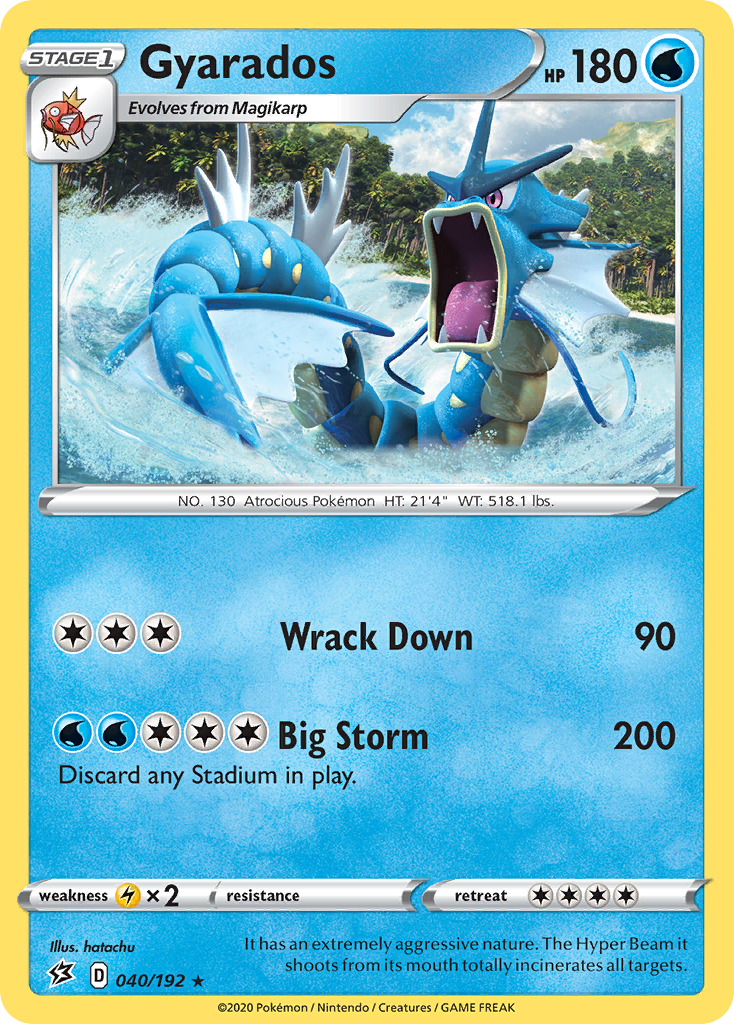 STAGE1
Gyarados
HP 180
Evolves from Magikarp
NO. 130 Atrocious Pokémon HT: 21'4" WT: 518.1 lbs.
Wrack Down 90
Big Storm 200
Discard any Stadium in play.
weakness ×2 resistance retreat
Illus. hatachu
It has an extremely aggressive nature. The Hyper Beam it
shoots from its mouth totally incinerates all targets.
D 040/192 ★
©2020 Pokémon / Nintendo / Creatures / GAME FREAK